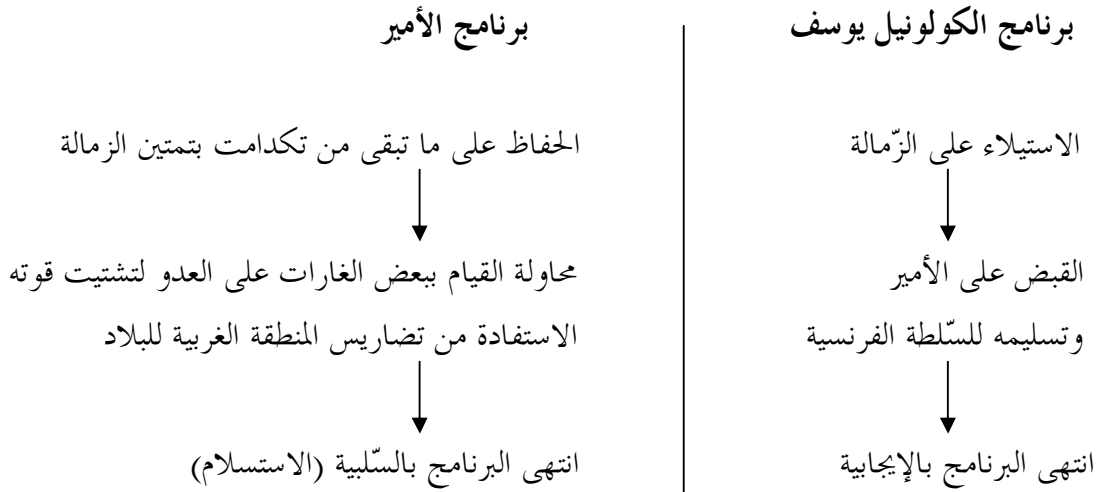 برنامج الكولونيل يوسف
الاستيلاء على الزّمالة
القبض على الأمير
وتسليمه للسّلطة الفرنسية
انتهى البرنامج بالإيجابية
برنامج الأمير
الحفاظ على ما تبقى من تكدامت بتمتين الزمالة
محاولة القيام ببعض الغارات على العدو لتشتيت قوته
الاستفادة من تضاريس المنطقة الغربية للبلاد
انتهى البرنامج بالسّلبية (الاستسلام)